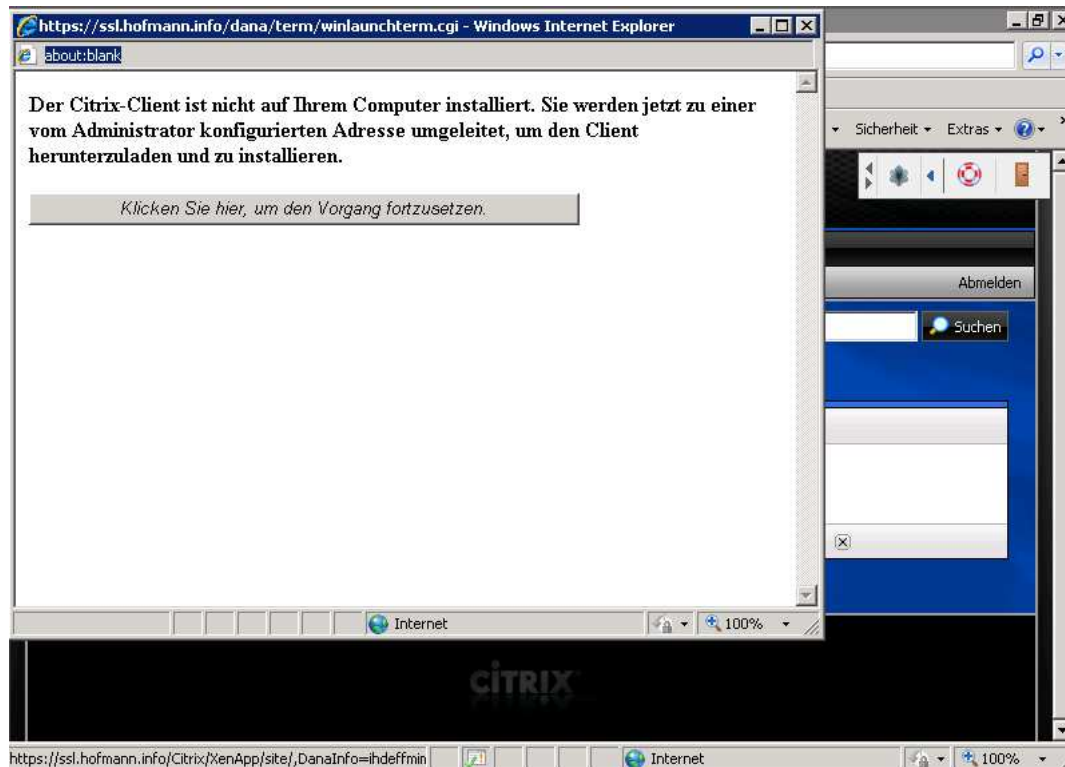 https://ssl.hofmann.info/dana/term/winlaunchterm.cgi - Windows Internet Explorer
about:blank
Der Citrix-Client ist nicht auf Ihrem Computer installiert. Sie werden jetzt zu einer
vom Administrator konfigurierten Adresse umgeleitet, um den Client
herunterzuladen und zu installieren.
Klicken Sie hier, um den Vorgang fortzusetzen.
Internet
100%
Sicherheit
Extras
Abmelden
Suchen
CITRIX
https://ssl.hofmann.info/Citrix/XenApp/site/,DanaInfo=ihdeffmin
Internet
100%